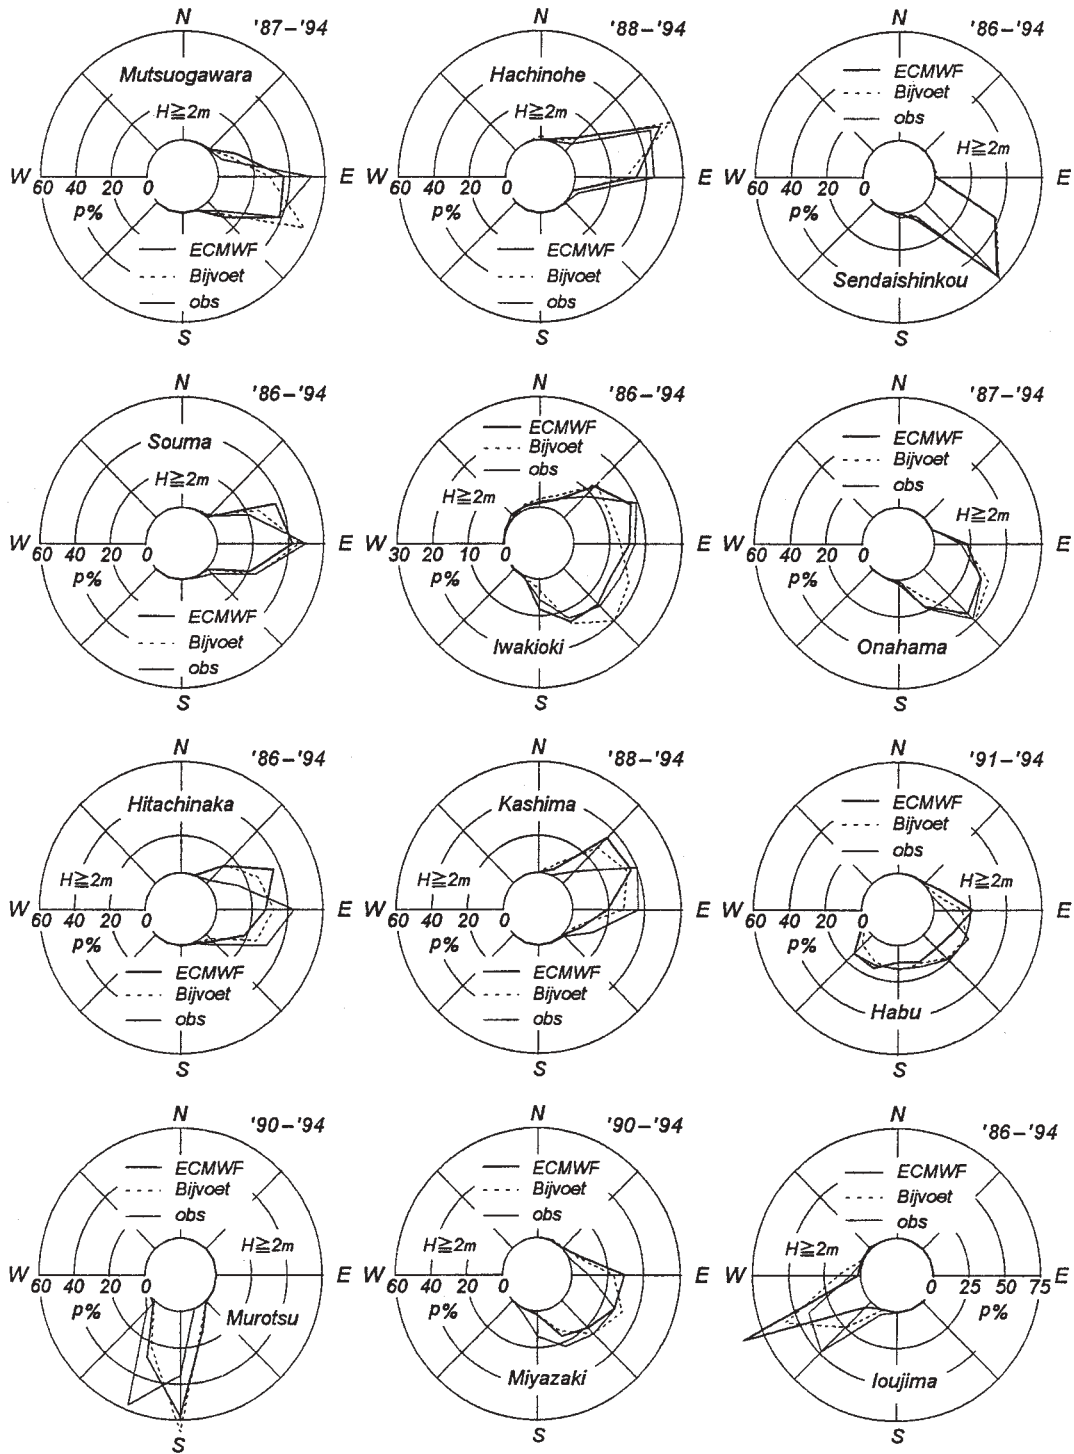 N '87–'94
Mutsuogawara
H≧2m
W E
60 40 20 0
p%
ECMWF
Bijvoet
obs
S
N '88–'94
Hachinohe
H≧2m
W E
60 40 20 0
p%
ECMWF
Bijvoet
obs
S
N '86–'94
ECMWF
Bijvoet
obs
H≧2m
W E
60 40 20 0
p%
Sendaishinkou
S
N '86–'94
Souma
H≧2m
W E
60 40 20 0
p%
ECMWF
Bijvoet
obs
S
N '86–'94
ECMWF
Bijvoet
obs
H≧2m
W E
30 20 10 0
p%
Iwakioki
S
N '87–'94
ECMWF
Bijvoet
obs
H≧2m
W E
60 40 20 0
p%
Onahama
S
N '86–'94
Hitachinaka
H≧2m
W E
60 40 20 0
p%
ECMWF
Bijvoet
obs
S
N '88–'94
Kashima
H≧2m
W E
60 40 20 0
p%
ECMWF
Bijvoet
obs
S
N '91–'94
ECMWF
Bijvoet
obs
H≧2m
W E
60 40 20 0
p%
Habu
S
N '90–'94
ECMWF
Bijvoet
obs
H≧2m
W E
60 40 20 0
p%
Murotsu
S
N '90–'94
ECMWF
Bijvoet
obs
H≧2m
W E
60 40 20 0
p%
Miyazaki
S
N '86–'94
ECMWF
Bijvoet
obs
H≧2m
W E
0 25 50 75
p%
Ioujima
S